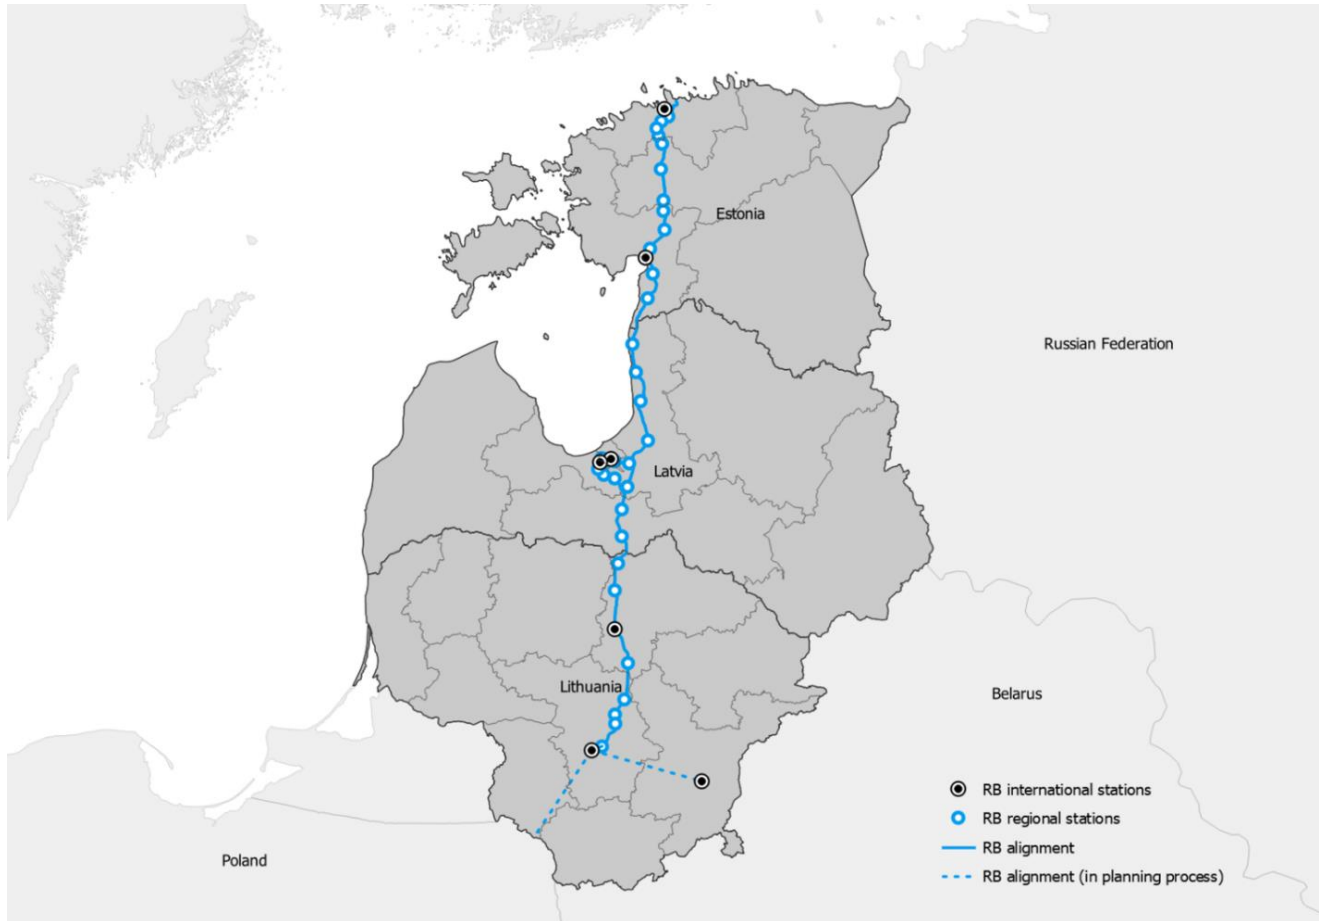 Estonia
Russian Federation
Latvia
Lithuania
Belarus
RB international stations
RB regional stations
RB alignment
Poland
RB alignment (in planning process)